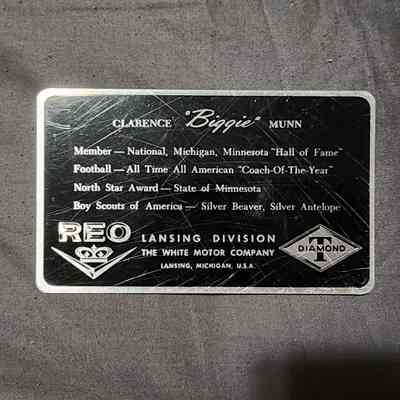 CLARENCE "Biggie" MUNN
Member — National, Michigan, Minnesota "Hall of Fame"
Football — All Time All American "Coach-Of-The-Year"
North Star Award — State of Minnesota
Boy Scouts of America — Silver Beaver, Silver Antelope
REO LANSING DIVISION
THE WHITE MOTOR COMPANY
LANSING, MICHIGAN, U.S.A.
DIAMOND T